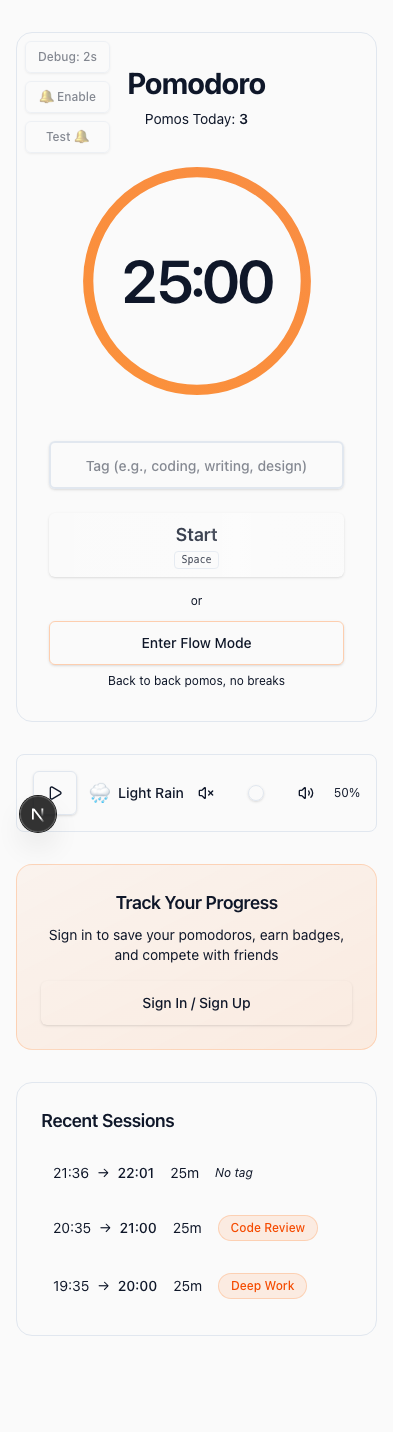 Debug: 2s
🔔 Enable
Test 🔔
Pomodoro
Pomos Today: 3
25:00
Tag (e.g., coding, writing, design)
Start
Space
or
Enter Flow Mode
Back to back pomos, no breaks
Light Rain
50%
N
Track Your Progress
Sign in to save your pomodoros, earn badges,
and compete with friends
Sign In / Sign Up
Recent Sessions
21:36 → 22:01 25m No tag
20:35 → 21:00 25m Code Review
19:35 → 20:00 25m Deep Work